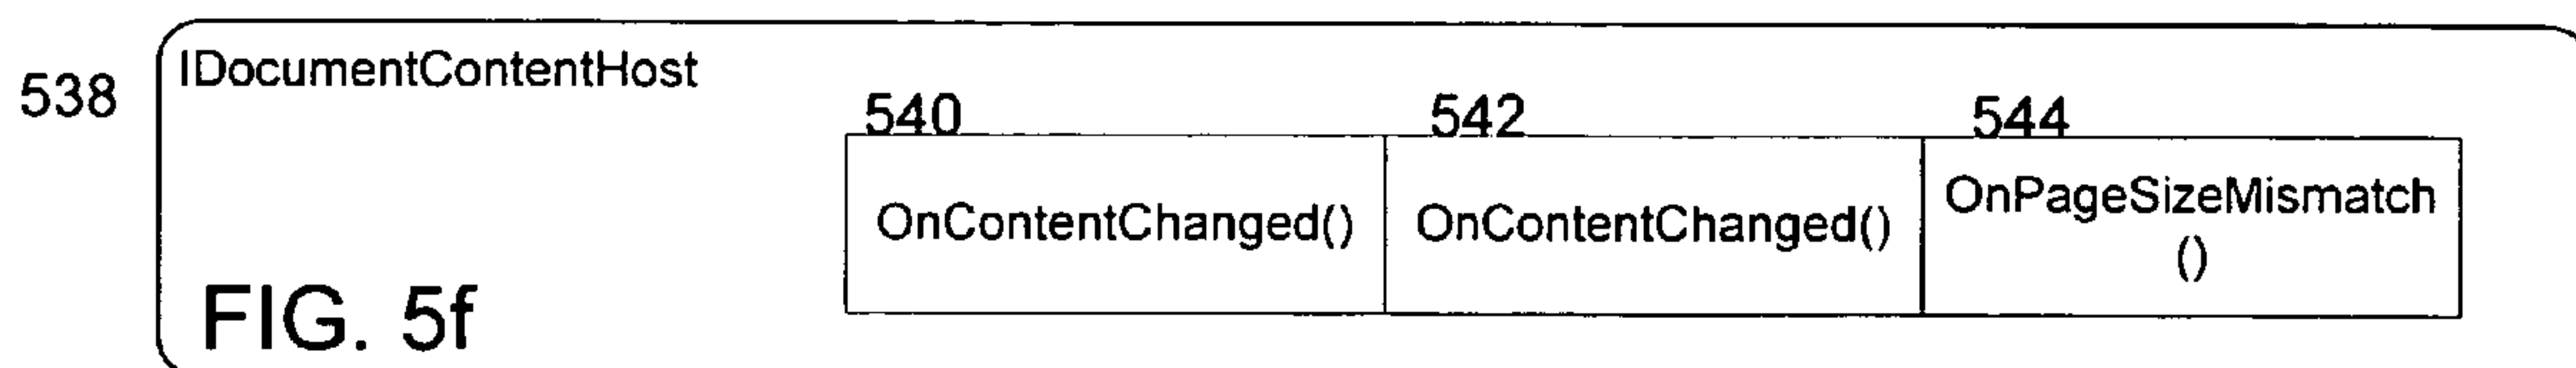 IDocumentContentHost
538
540 542 544
OnContentChanged() OnContentChanged() OnPageSizeMismatch
()
FIG. 5f